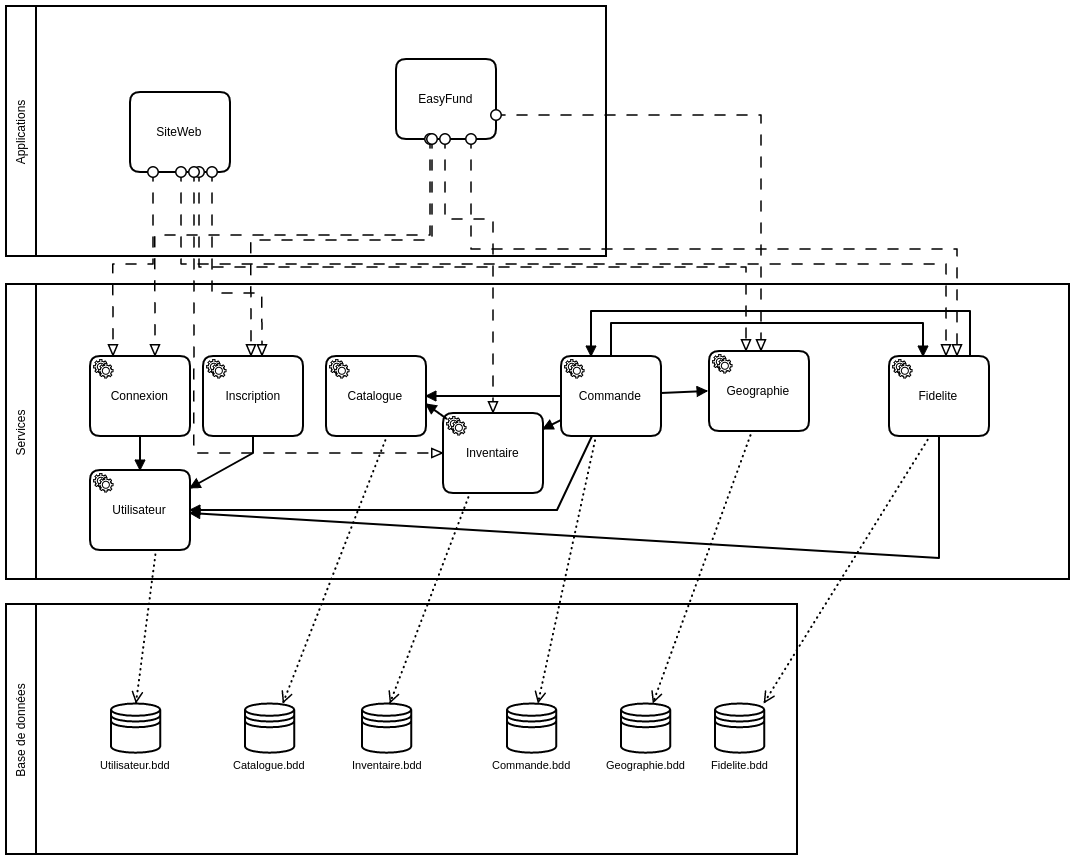 Applications
EasyFund
SiteWeb
Services
Connexion
Inscription
Catalogue
Commande
Geographie
Fidelite
Inventaire
Utilisateur
Base de données
Utilisateur.bdd
Catalogue.bdd
Inventaire.bdd
Commande.bdd
Geographie.bdd
Fidelite.bdd